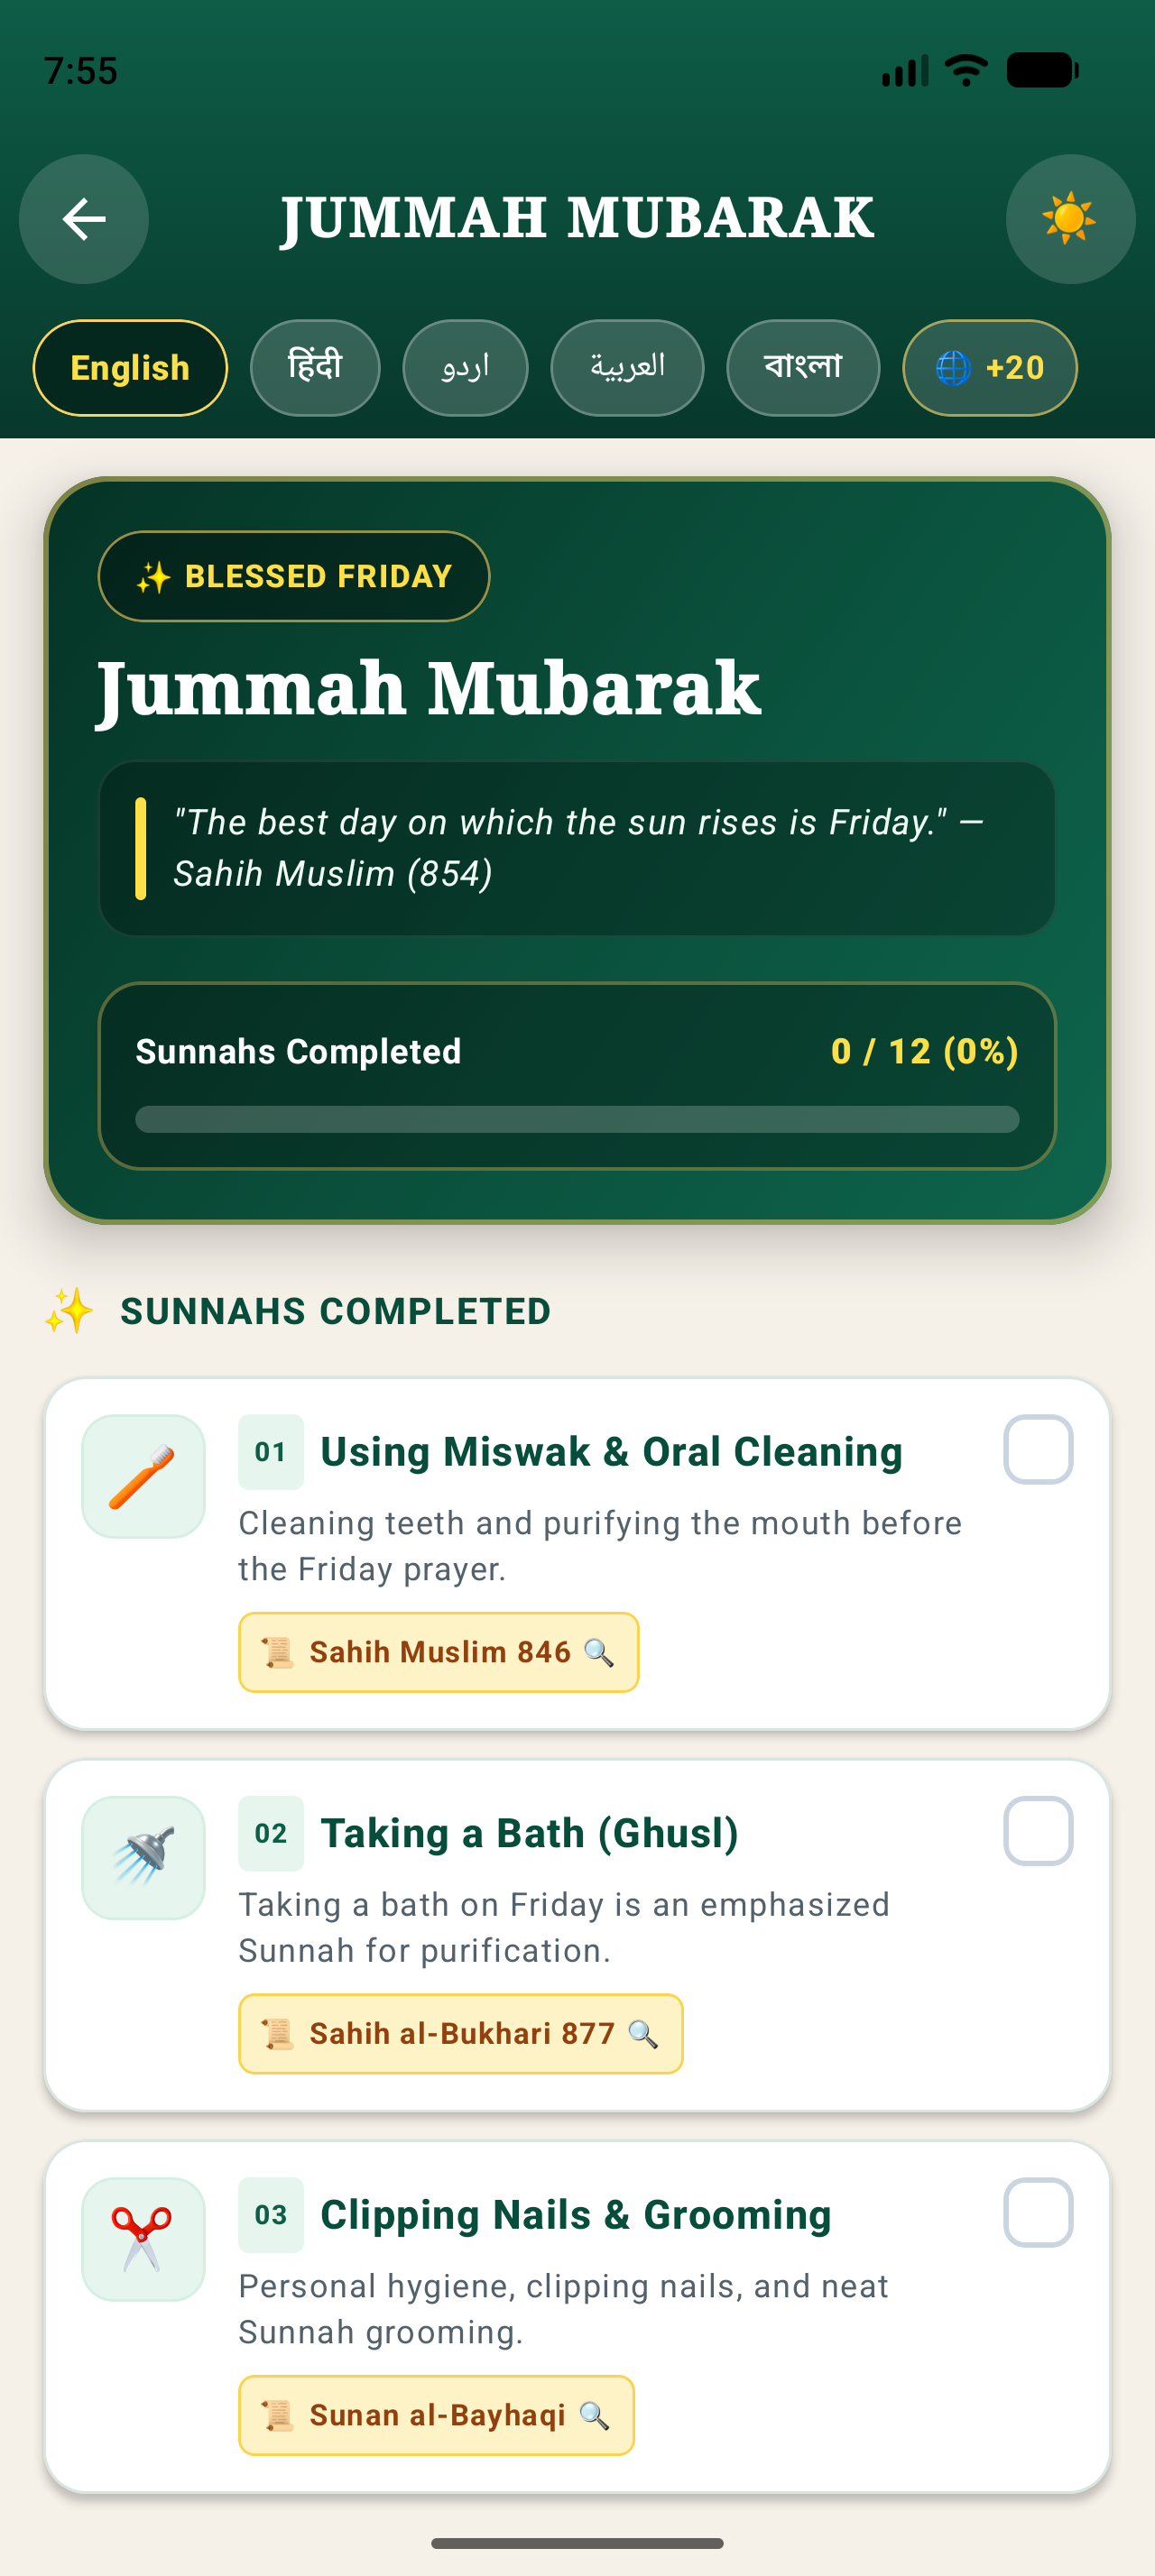 7:55
JUMMAH MUBARAK
English
हिंदी
اردو
العربية
বাংলা
+20
BLESSED FRIDAY
Jummah Mubarak
"The best day on which the sun rises is Friday." —
Sahih Muslim (854)
Sunnahs Completed
0 / 12 (0%)
SUNNAHS COMPLETED
01 Using Miswak & Oral Cleaning
Cleaning teeth and purifying the mouth before
the Friday prayer.
Sahih Muslim 846
02 Taking a Bath (Ghusl)
Taking a bath on Friday is an emphasized
Sunnah for purification.
Sahih al-Bukhari 877
03 Clipping Nails & Grooming
Personal hygiene, clipping nails, and neat
Sunnah grooming.
Sunan al-Bayhaqi